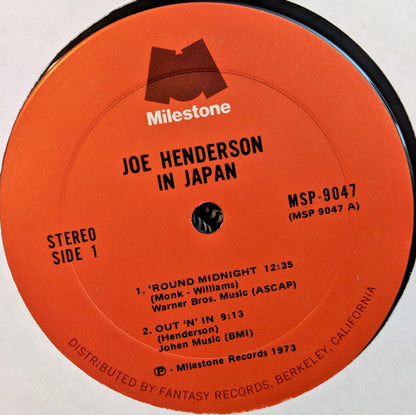 Milestone
JOE HENDERSON
IN JAPAN
MSP-9047
(MSP 9047 A)
STEREO
SIDE 1
1. 'ROUND MIDNIGHT 12:35
(Monk - Williams)
Warner Bros. Music (ASCAP)
2. OUT 'N' IN 9:13
(Henderson)
Johen Music (BMI)
℗ - Milestone Records 1973
DISTRIBUTED BY FANTASY RECORDS, BERKELEY, CALIFORNIA